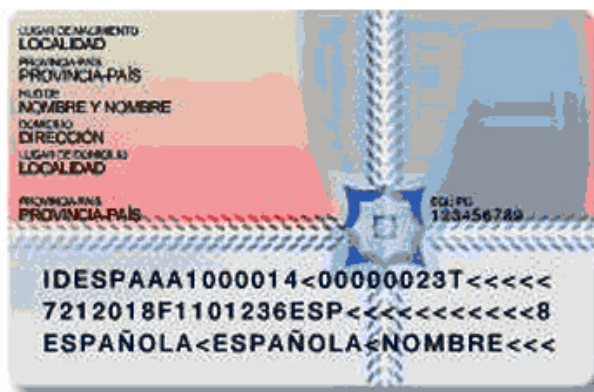 LUGAR DE NACIMIENTO
LOCALIDAD
PROVINCIA-PAÍS
PROVINCIA-PAÍS
HIJO DE
NOMBRE Y NOMBRE
DOMICILIO
DIRECCIÓN
LUGAR DE DOMICILIO
LOCALIDAD
PROVINCIA-PAÍS
PROVINCIA-PAÍS
EQUIPO
123456789
IDESPAAA1000014<00000023T<<<<<
7212018F1101236ESP<<<<<<<<<<<8
ESPAÑOLA<ESPAÑOLA<NOMBRE<<<